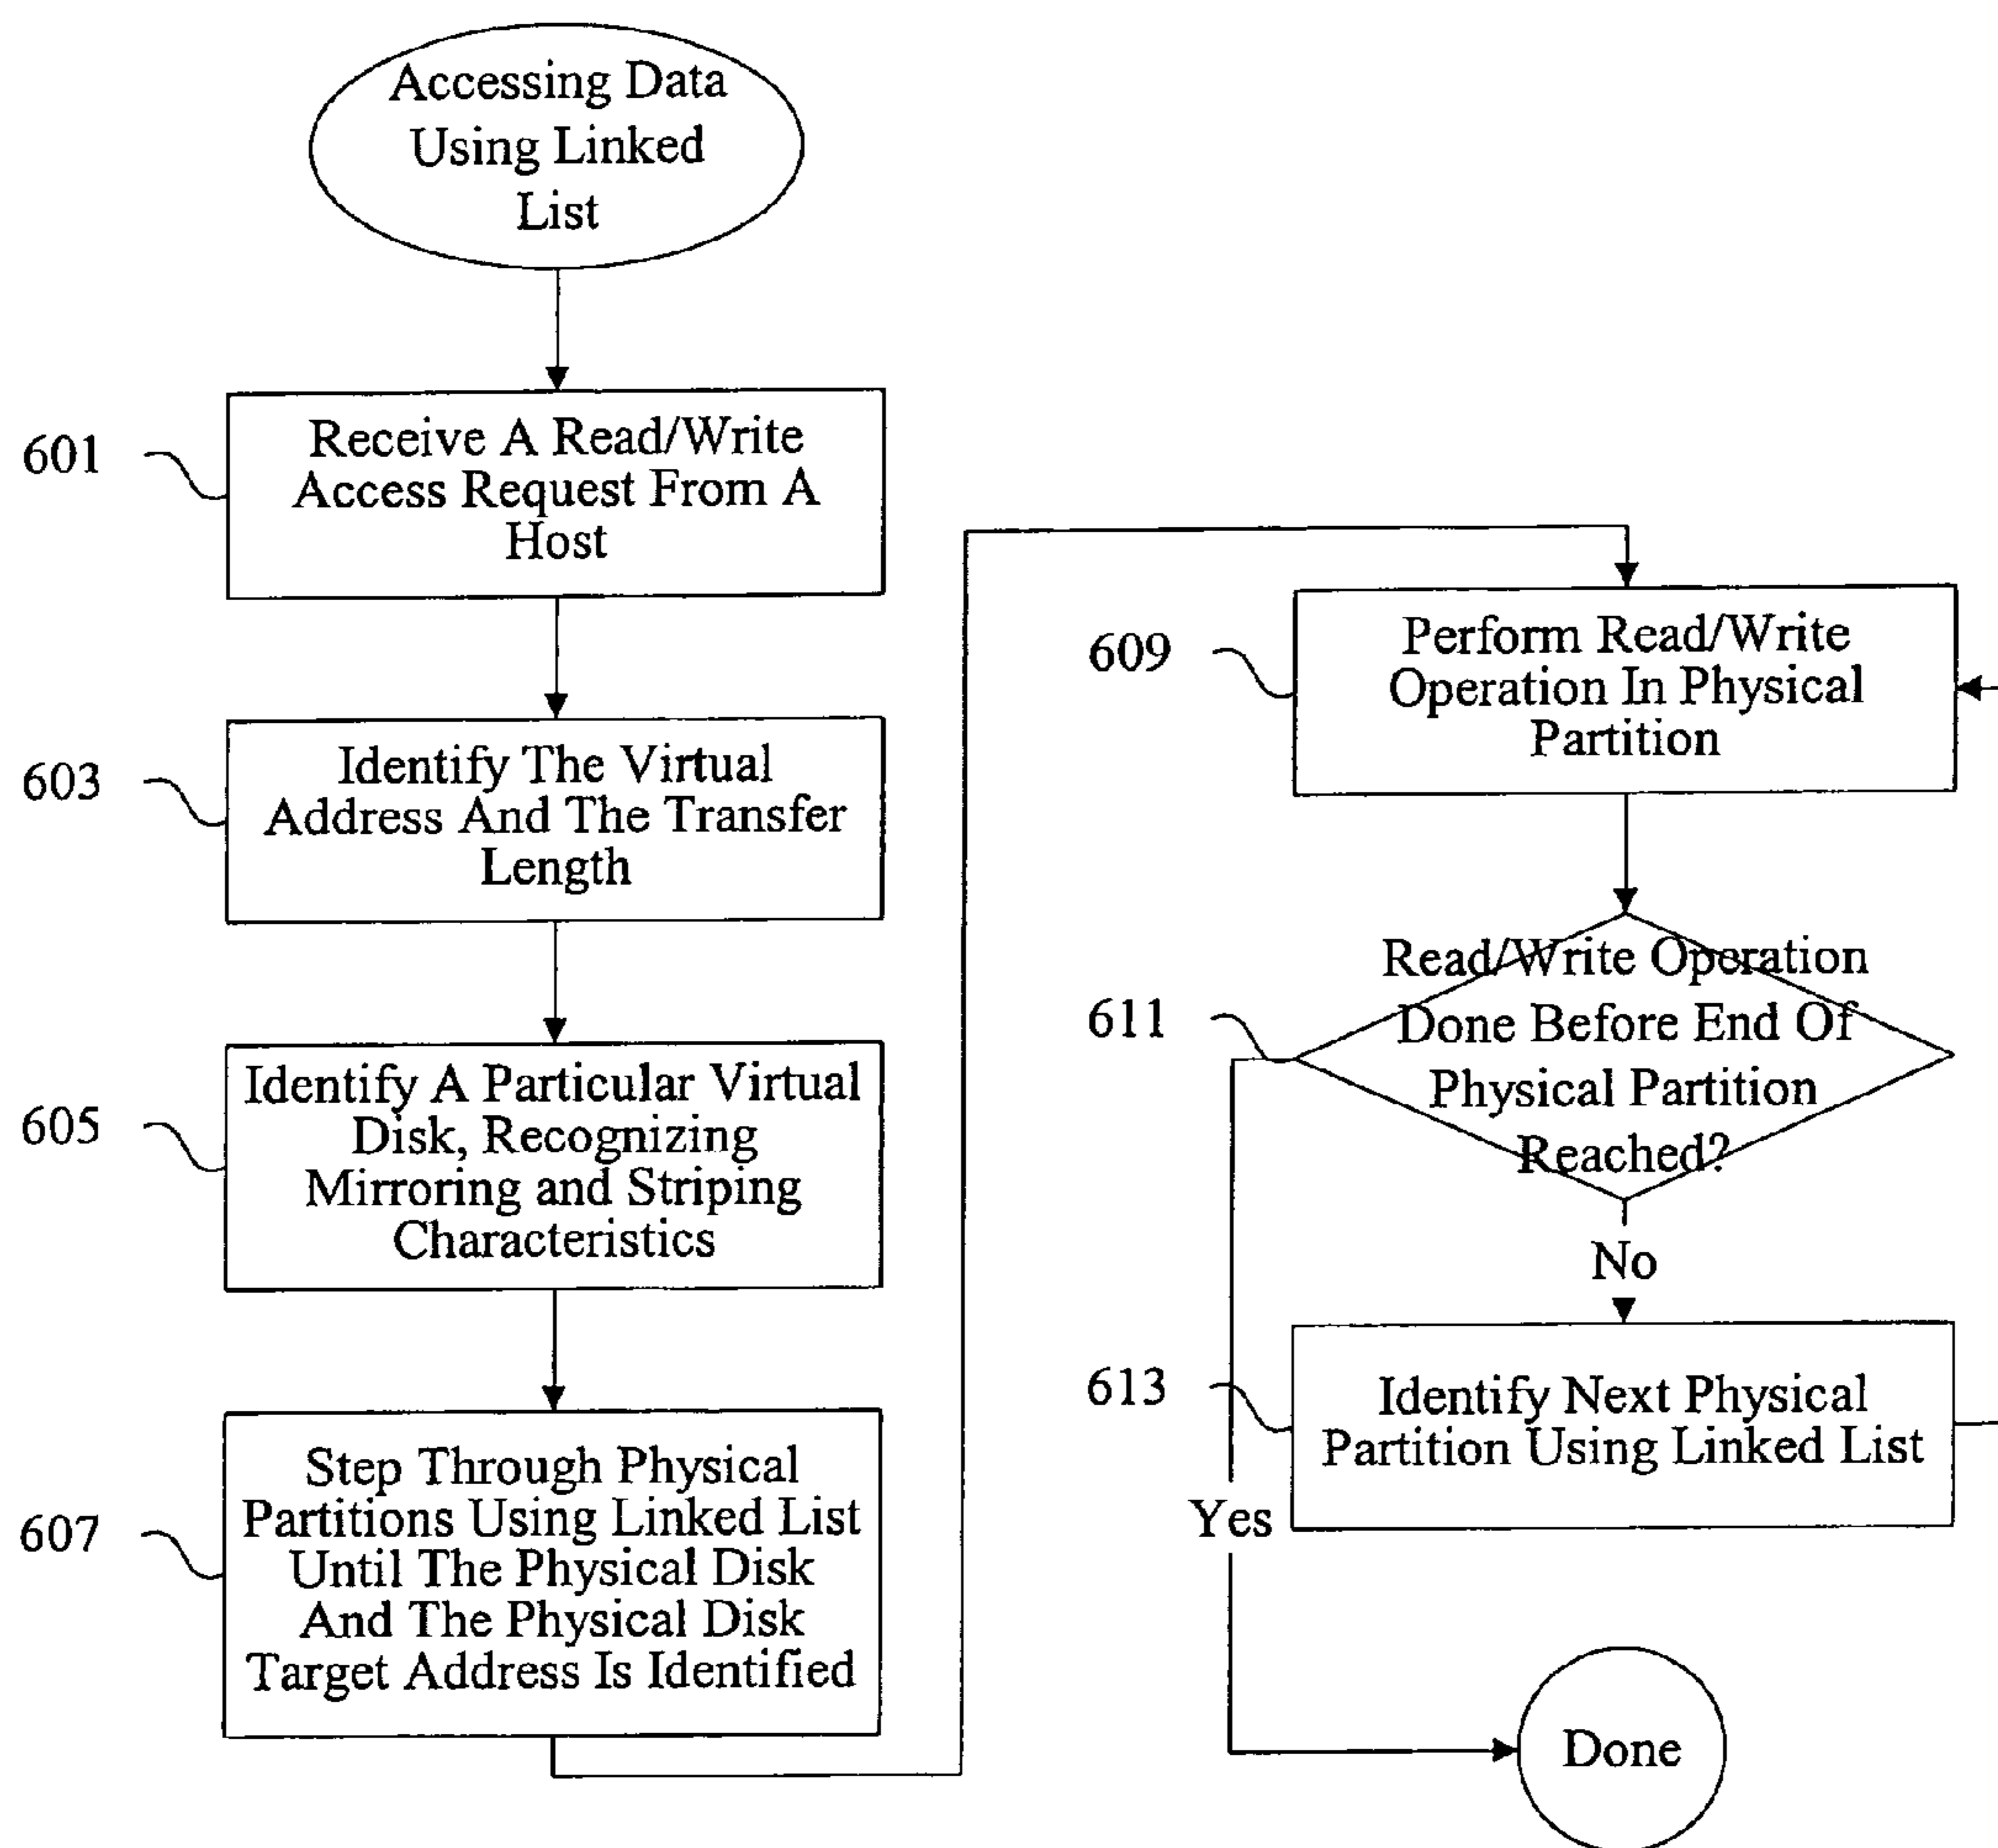 Accessing Data
Using Linked
List
601
Receive A Read/Write
Access Request From A
Host
603
Identify The Virtual
Address And The Transfer
Length
605
Identify A Particular Virtual
Disk, Recognizing
Mirroring and Striping
Characteristics
607
Step Through Physical
Partitions Using Linked List
Until The Physical Disk
And The Physical Disk
Target Address Is Identified
609
Perform Read/Write
Operation In Physical
Partition
611
Read/Write Operation
Done Before End Of
Physical Partition
Reached?
No
613
Identify Next Physical
Partition Using Linked List
Yes
Done